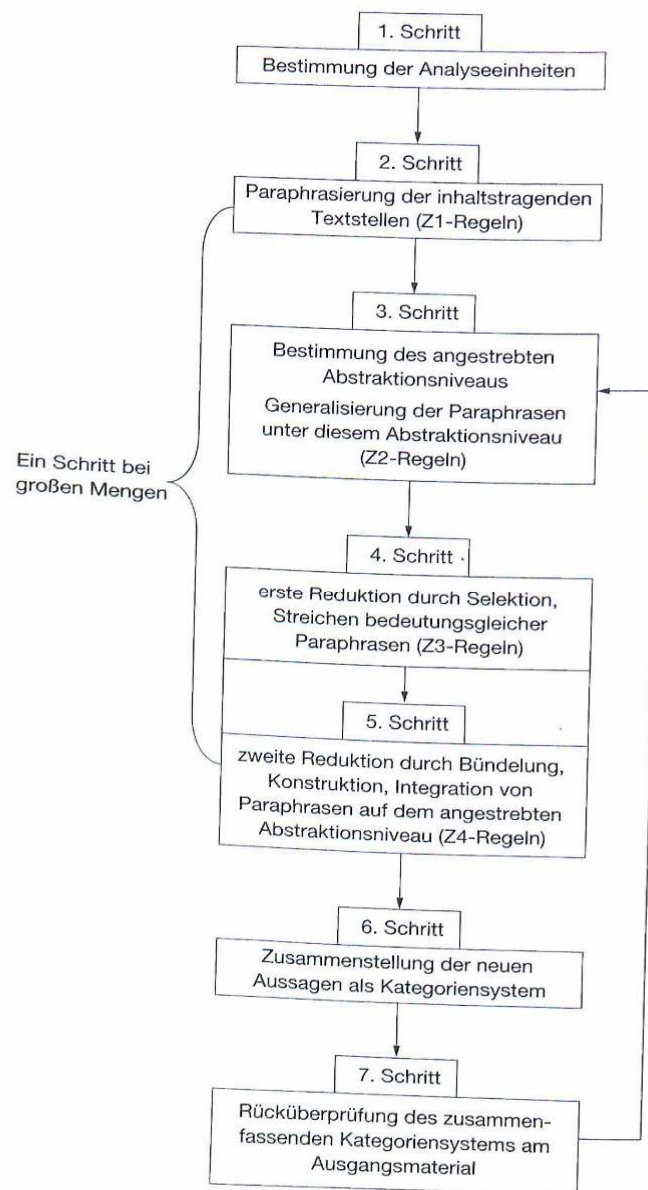 1. Schritt
Bestimmung der Analyseeinheiten
2. Schritt
Paraphrasierung der inhaltstragenden
Textstellen (Z1-Regeln)
3. Schritt
Bestimmung des angestrebten
Abstraktionsniveaus
Generalisierung der Paraphrasen
unter diesem Abstraktionsniveau
(Z2-Regeln)
Ein Schritt bei
großen Mengen
4. Schritt
erste Reduktion durch Selektion,
Streichen bedeutungsgleicher
Paraphrasen (Z3-Regeln)
5. Schritt
zweite Reduktion durch Bündelung,
Konstruktion, Integration von
Paraphrasen auf dem angestrebten
Abstraktionsniveau (Z4-Regeln)
6. Schritt
Zusammenstellung der neuen
Aussagen als Kategoriensystem
7. Schritt
Rücküberprüfung des zusammen-
fassenden Kategoriensystems am
Ausgangsmaterial